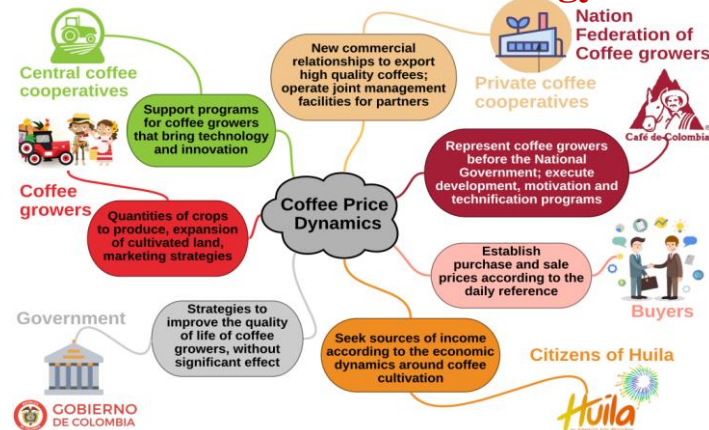 Nation
Federation of
Coffee growers
Central coffee
cooperatives
New commercial
relationships to export
high quality coffees;
operate joint management
facilities for partners
Private coffee
cooperatives
Support programs
for coffee growers
that bring technology
and innovation
Café de Colombia
Represent coffee growers
before the National
Government; execute
development, motivation and
technification programs
Coffee
growers
Coffee Price
Dynamics
Quantities of crops
to produce, expansion
of cultivated land,
marketing strategies
Establish
purchase and sale
prices according to the
daily reference
Buyers
Government
Strategies to
improve the quality
of life of coffee
growers, without
significant effect
Seek sources of income
according to the economic
dynamics around coffee
cultivation
Citizens of Huila
GOBIERNO
DE COLOMBIA
Huila